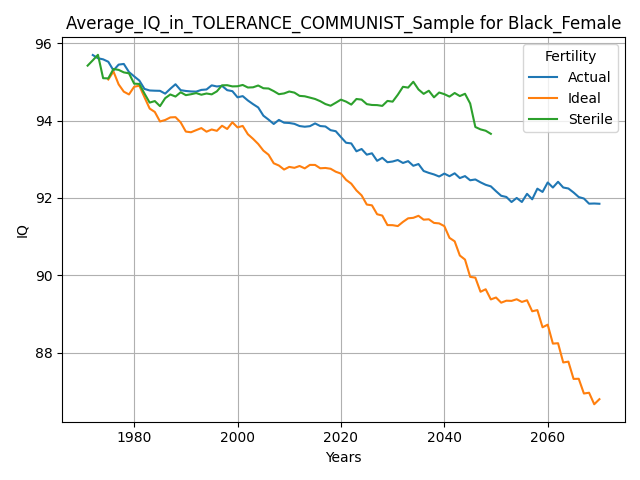 Average_IQ_in_TOLERANCE_COMMUNIST_Sample for Black_Female
96
94
92
90
88
IQ
1980
2000
2020
2040
2060
Years
Fertility
Actual
Ideal
Sterile